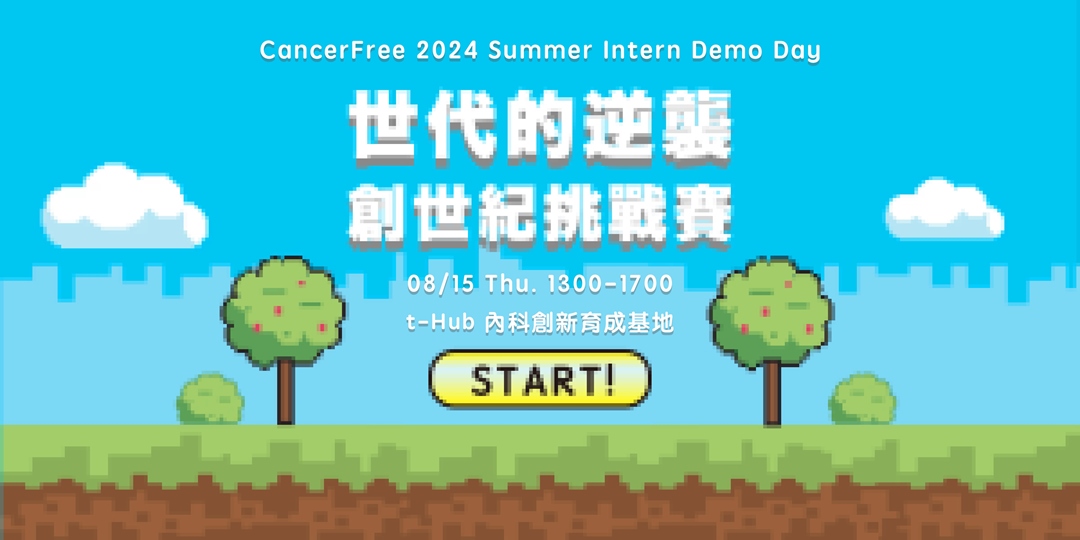 CancerFree 2024 Summer Intern Demo Day
世代的逆襲
創世紀挑戰賽
08/15 Thu. 1300-1700
t-Hub 內科創新育成基地
START!